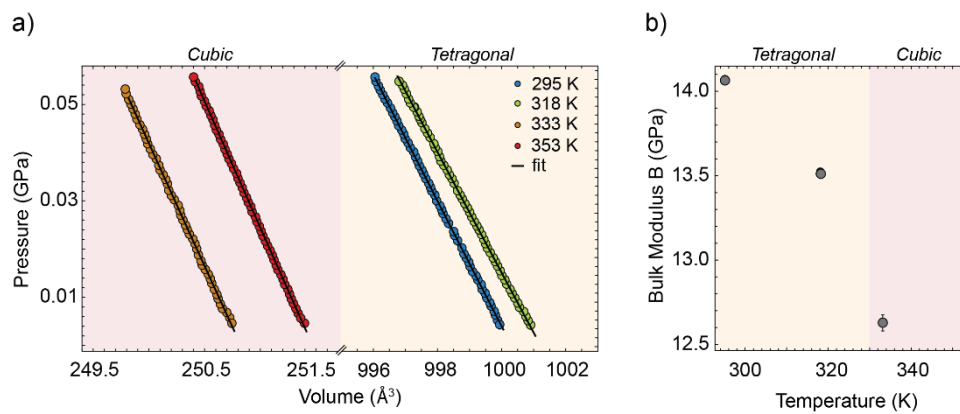 a)
Cubic
Tetragonal
295 K
318 K
333 K
353 K
fit
0.05
0.03
0.01
Pressure (GPa)
249.5 250.5 251.5 996 998 1000 1002
Volume (Å³)
b)
Tetragonal Cubic
14.0
13.5
13.0
12.5
Bulk Modulus B (GPa)
300 320 340
Temperature (K)